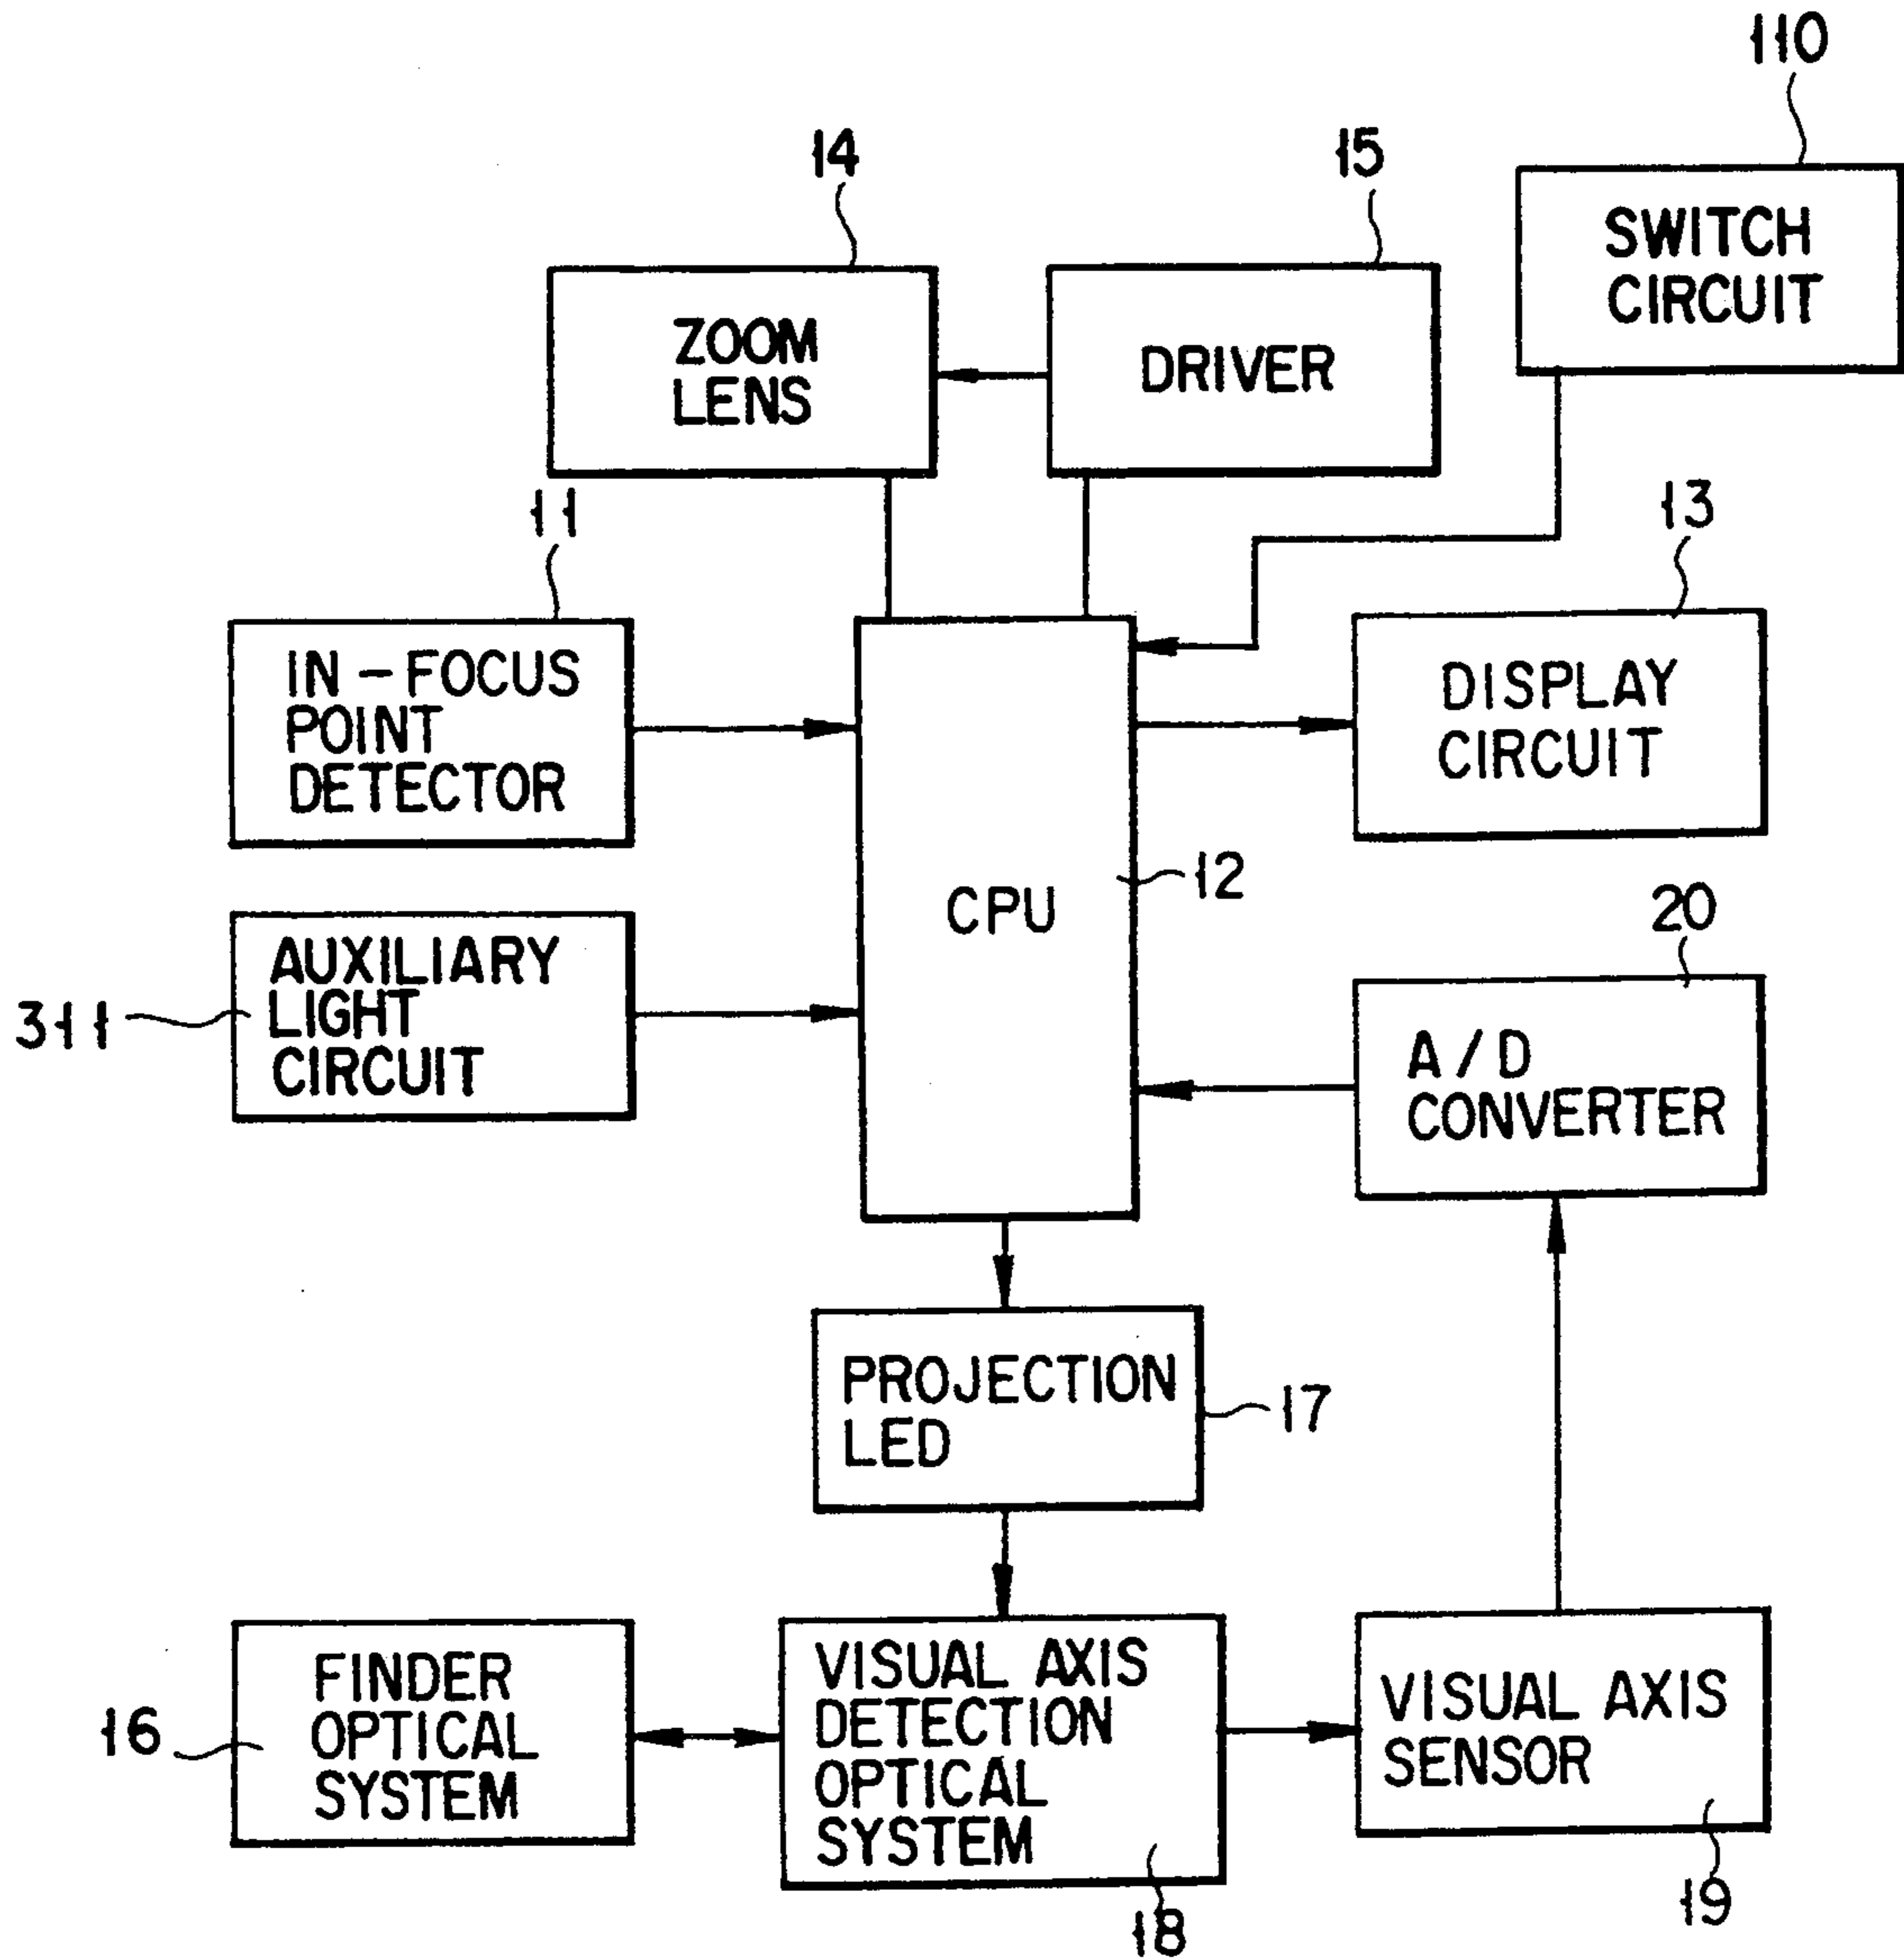 110
14
15
SWITCH
CIRCUIT
ZOOM
LENS
DRIVER
11
13
IN-FOCUS
POINT
DETECTOR
DISPLAY
CIRCUIT
CPU
12
20
AUXILIARY
LIGHT
CIRCUIT
311
A/D
CONVERTER
PROJECTION
LED
17
FINDER
OPTICAL
SYSTEM
16
VISUAL AXIS
DETECTION
OPTICAL
SYSTEM
VISUAL AXIS
SENSOR
18
19